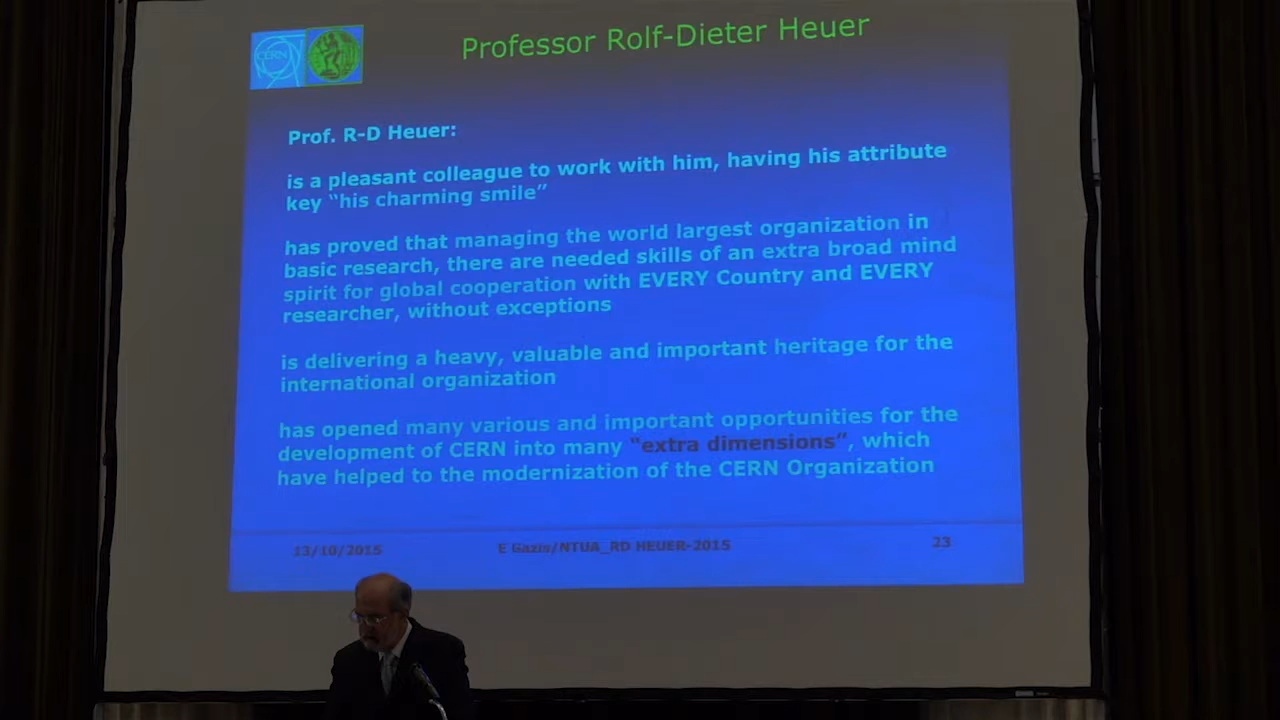 CERN
Professor Rolf-Dieter Heuer
Prof. R-D Heuer:
is a pleasant colleague to work with him, having his attribute
key “his charming smile”
has proved that managing the world largest organization in
basic research, there are needed skills of an extra broad mind
spirit for global cooperation with EVERY Country and EVERY
researcher, without exceptions
is delivering a heavy, valuable and important heritage for the
international organization
has opened many various and important opportunities for the
development of CERN into many “extra dimensions”, which
have helped to the modernization of the CERN Organization
13/10/2015
E Gazis/NTUA_RD HEUER-2015
23